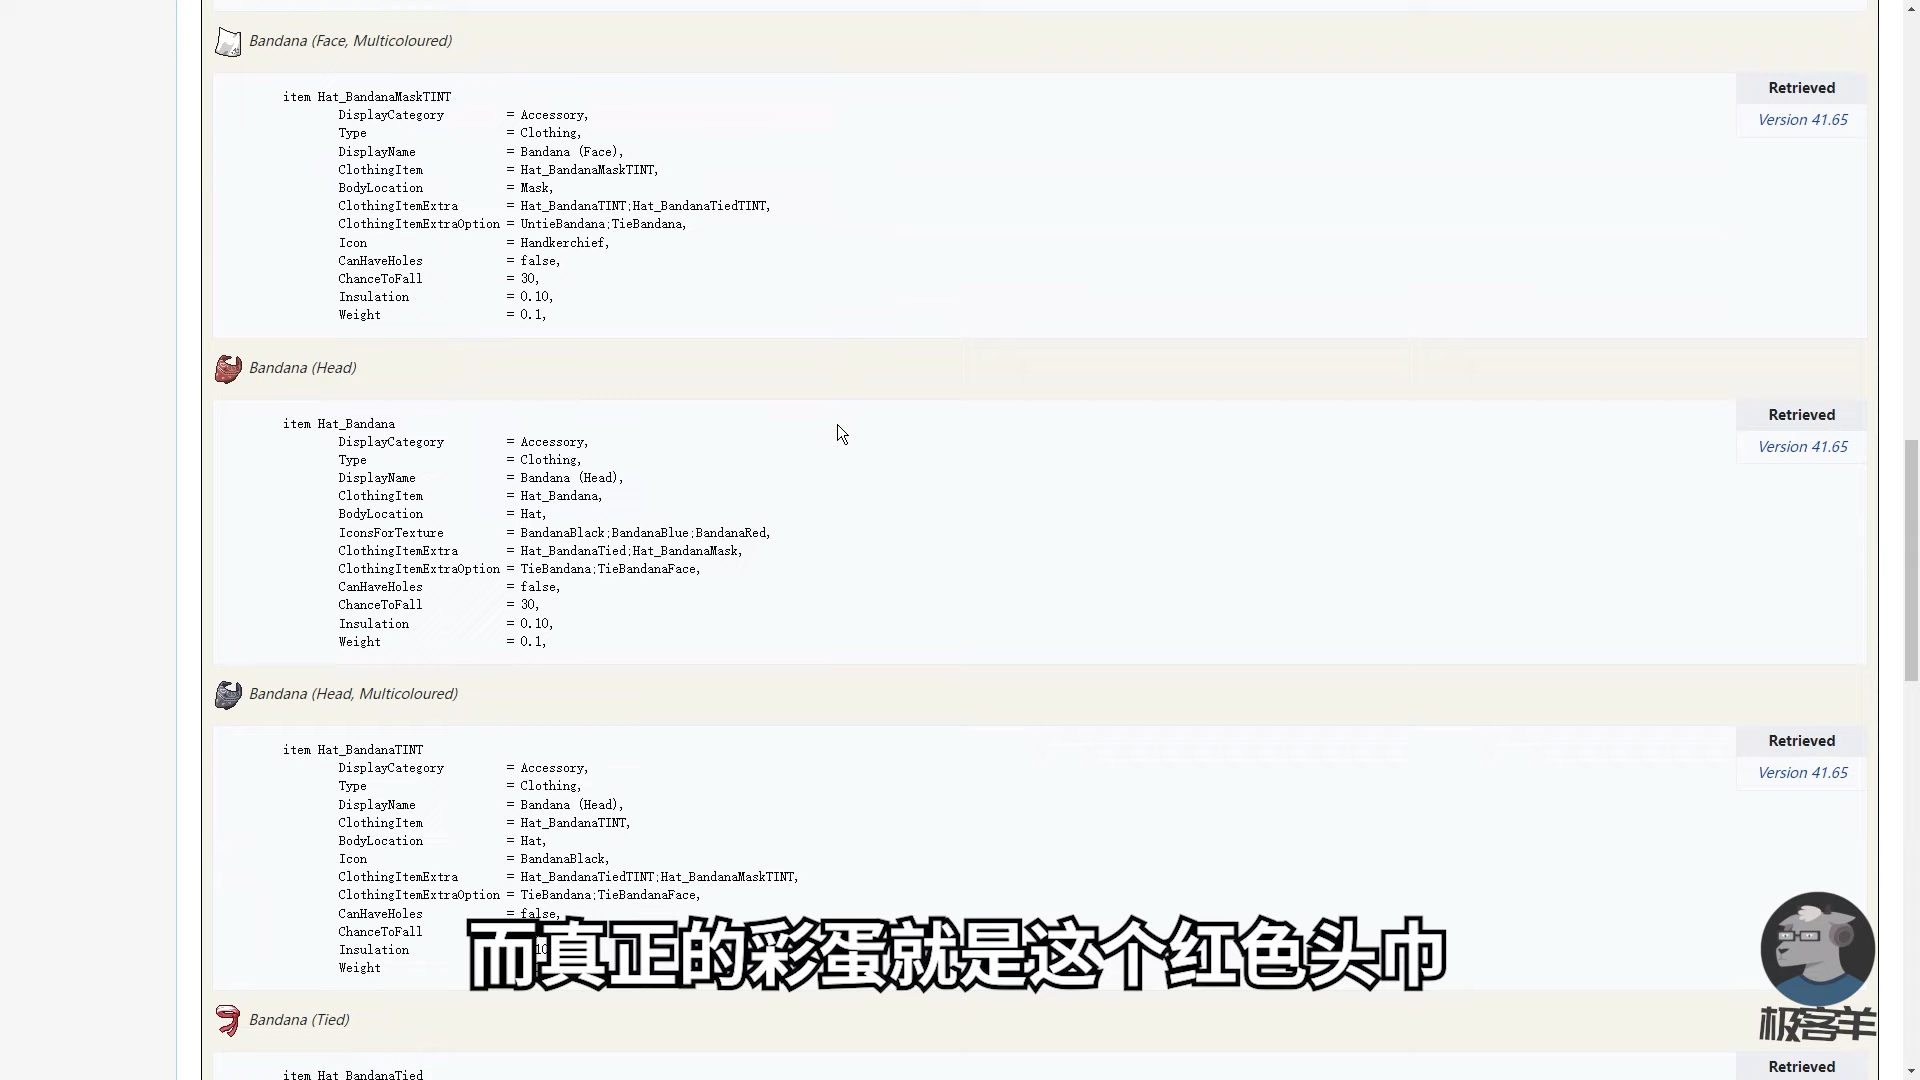 Bandana (Face, Multicoloured)
item Hat_BandanaMaskTINT
DisplayCategory = Accessory,
Type = Clothing,
DisplayName = Bandana (Face),
ClothingItem = Hat_BandanaMaskTINT,
BodyLocation = Mask,
ClothingItemExtra = Hat_BandanaTINT;Hat_BandanaTiedTINT,
ClothingItemExtraOption = UntieBandana;TieBandana,
Icon = Handkerchief,
CanHaveHoles = false,
ChanceToFall = 30,
Insulation = 0.10,
Weight = 0.1,
Retrieved
Version 41.65
Bandana (Head)
item Hat_Bandana
DisplayCategory = Accessory,
Type = Clothing,
DisplayName = Bandana (Head),
ClothingItem = Hat_Bandana,
BodyLocation = Hat,
IconsForTexture = BandanaBlack;BandanaBlue;BandanaRed,
ClothingItemExtra = Hat_BandanaTied;Hat_BandanaMask,
ClothingItemExtraOption = TieBandana;TieBandanaFace,
CanHaveHoles = false,
ChanceToFall = 30,
Insulation = 0.10,
Weight = 0.1,
Retrieved
Version 41.65
Bandana (Head, Multicoloured)
item Hat_BandanaTINT
DisplayCategory = Accessory,
Type = Clothing,
DisplayName = Bandana (Head),
ClothingItem = Hat_BandanaTINT,
BodyLocation = Hat,
Icon = BandanaBlack,
ClothingItemExtra = Hat_BandanaTiedTINT;Hat_BandanaMaskTINT,
ClothingItemExtraOption = TieBandana;TieBandanaFace,
CanHaveHoles = false,
ChanceToFall
Insulation
Weight
Retrieved
Version 41.65
而真正的彩蛋就是这个红色头巾
极客羊
Bandana (Tied)
item Hat_BandanaTied
Retrieved